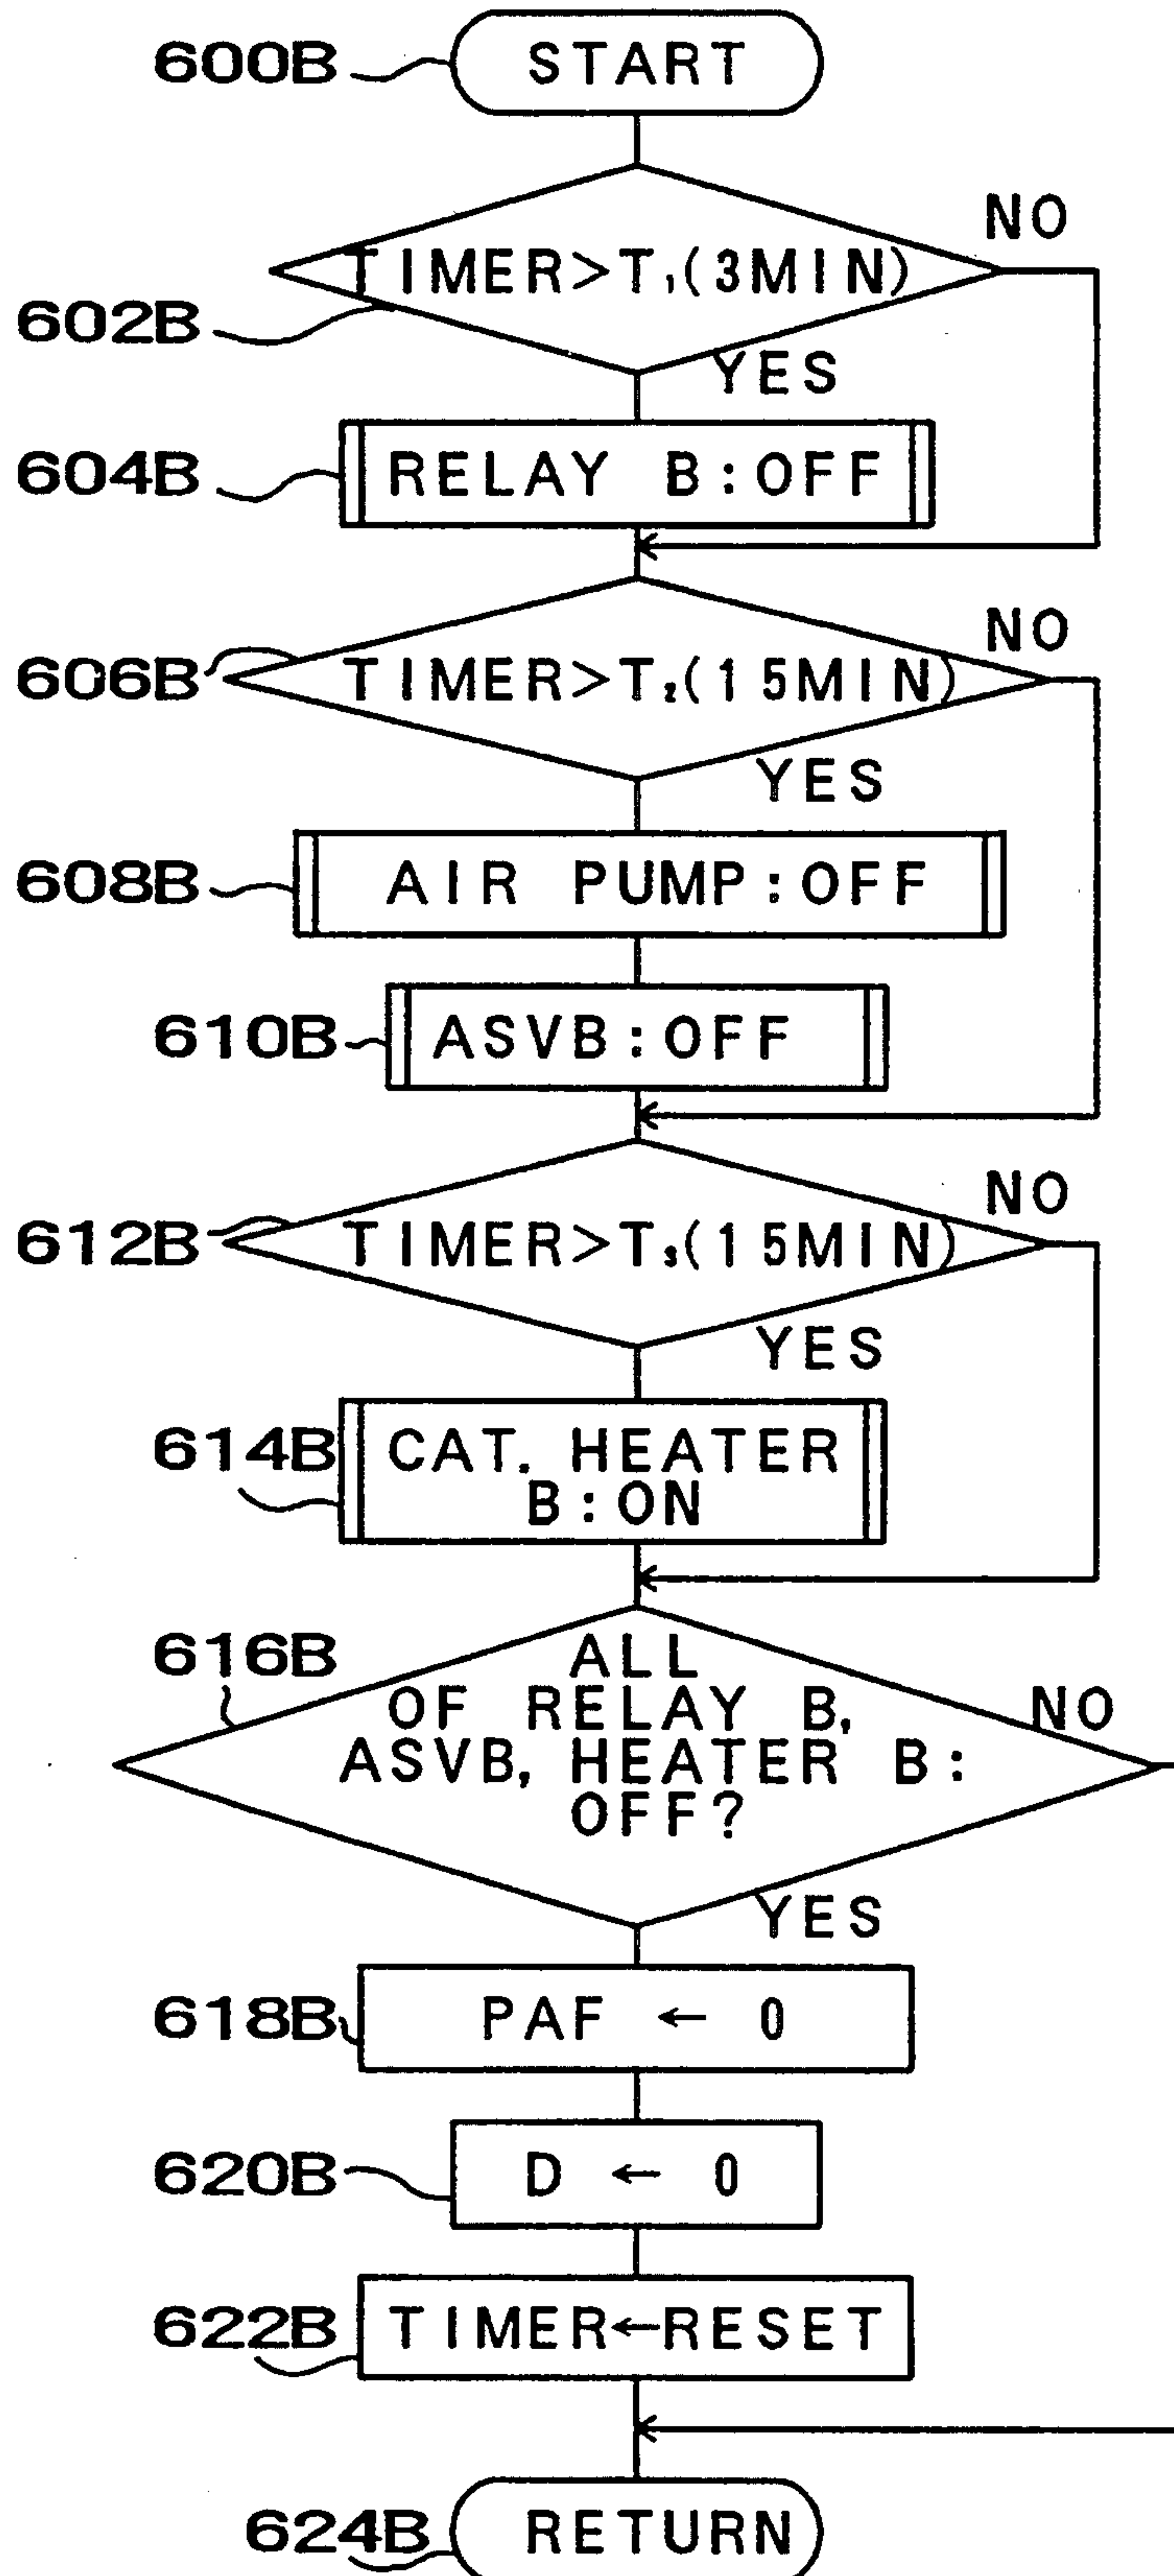 600B
START
NO
TIMER>T₁(3MIN)
602B
YES
604B
RELAY B:OFF
NO
606B
TIMER>T₂(15MIN)
YES
608B
AIR PUMP:OFF
610B
ASVB:OFF
NO
612B
TIMER>T₃(15MIN)
YES
614B
CAT. HEATER
B:ON
616B
ALL
OF RELAY B,
NO
ASVB, HEATER B:
OFF?
YES
618B
PAF ← 0
620B
D ← 0
622B
TIMER←RESET
624B
RETURN